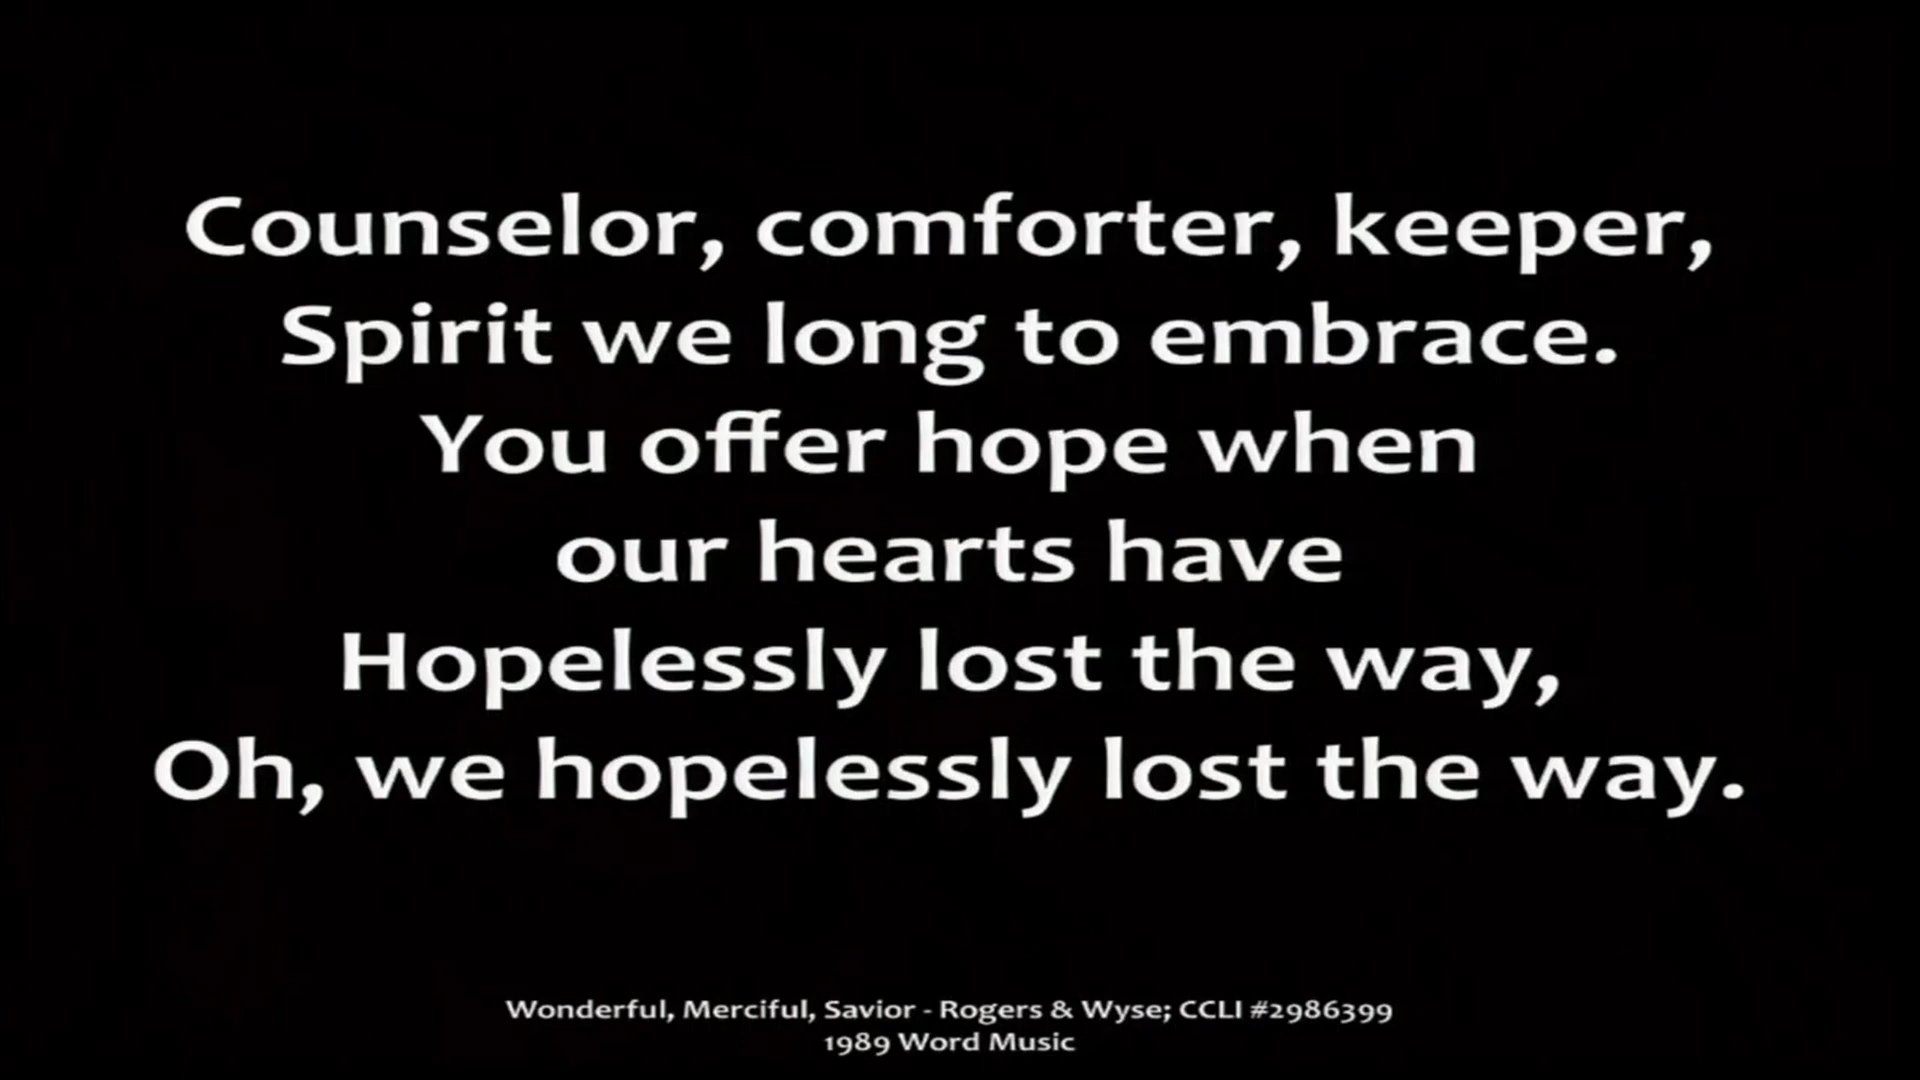 Counselor, comforter, keeper,
Spirit we long to embrace.
You offer hope when
our hearts have
Hopelessly lost the way,
Oh, we hopelessly lost the way.
Wonderful, Merciful, Savior - Rogers & Wyse; CCLI #2986399
1989 Word Music